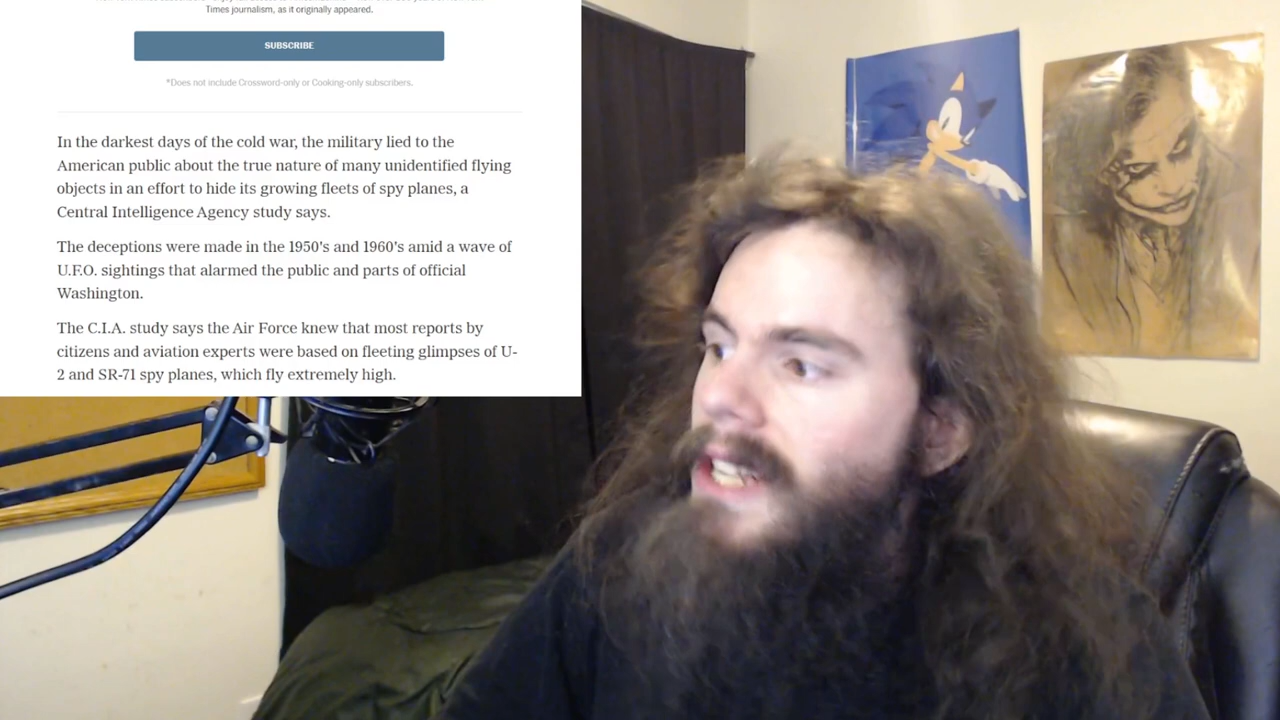 Times journalism, as it originally appeared.
SUBSCRIBE
*Does not include Crossword-only or Cooking-only subscribers.
In the darkest days of the cold war, the military lied to the
American public about the true nature of many unidentified flying
objects in an effort to hide its growing fleets of spy planes, a
Central Intelligence Agency study says.
The deceptions were made in the 1950's and 1960's amid a wave of
U.F.O. sightings that alarmed the public and parts of official
Washington.
The C.I.A. study says the Air Force knew that most reports by
citizens and aviation experts were based on fleeting glimpses of U-
2 and SR-71 spy planes, which fly extremely high.